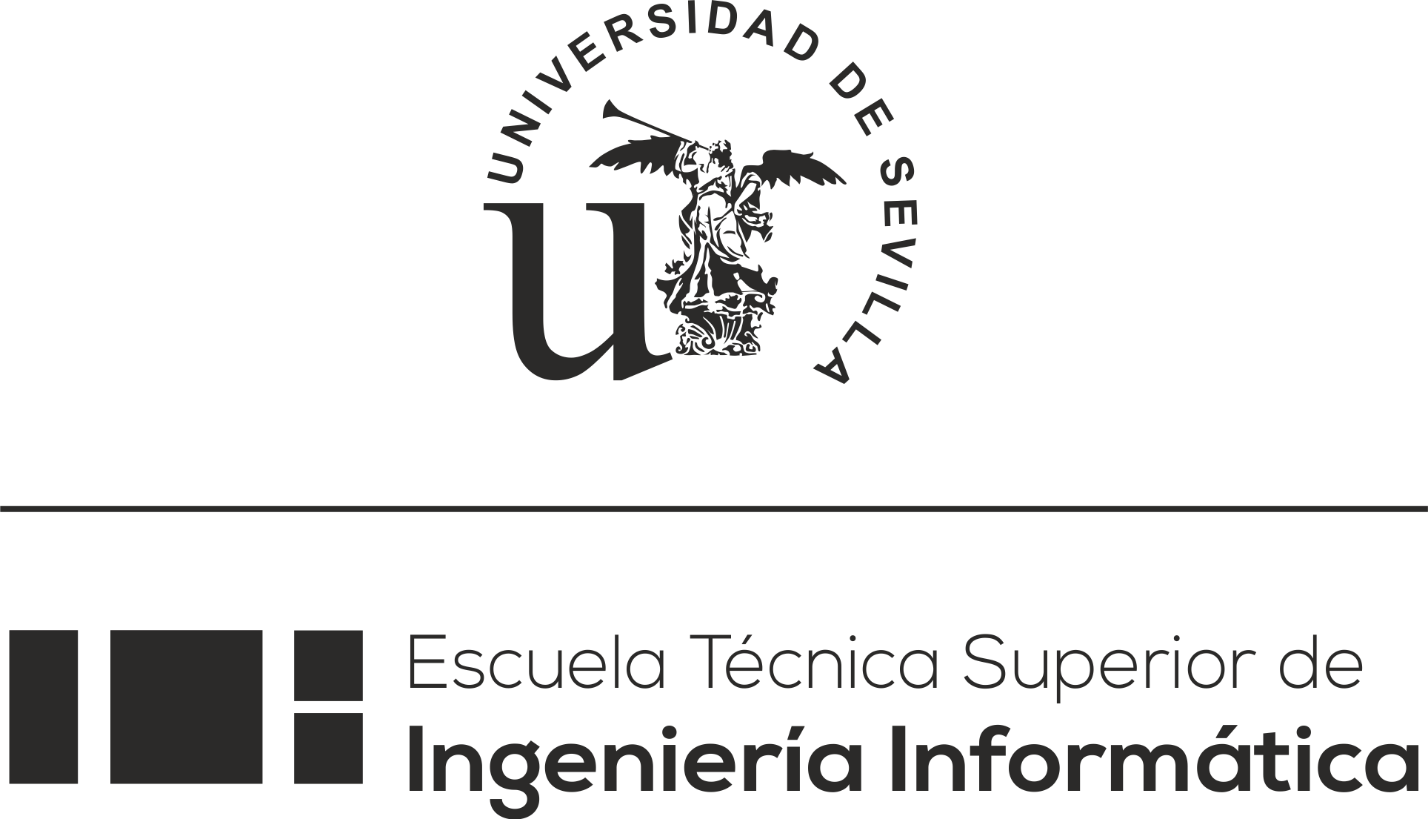 UNIVERSIDAD DE SEVILLA
u
Escuela Técnica Superior de
Ingeniería Informática